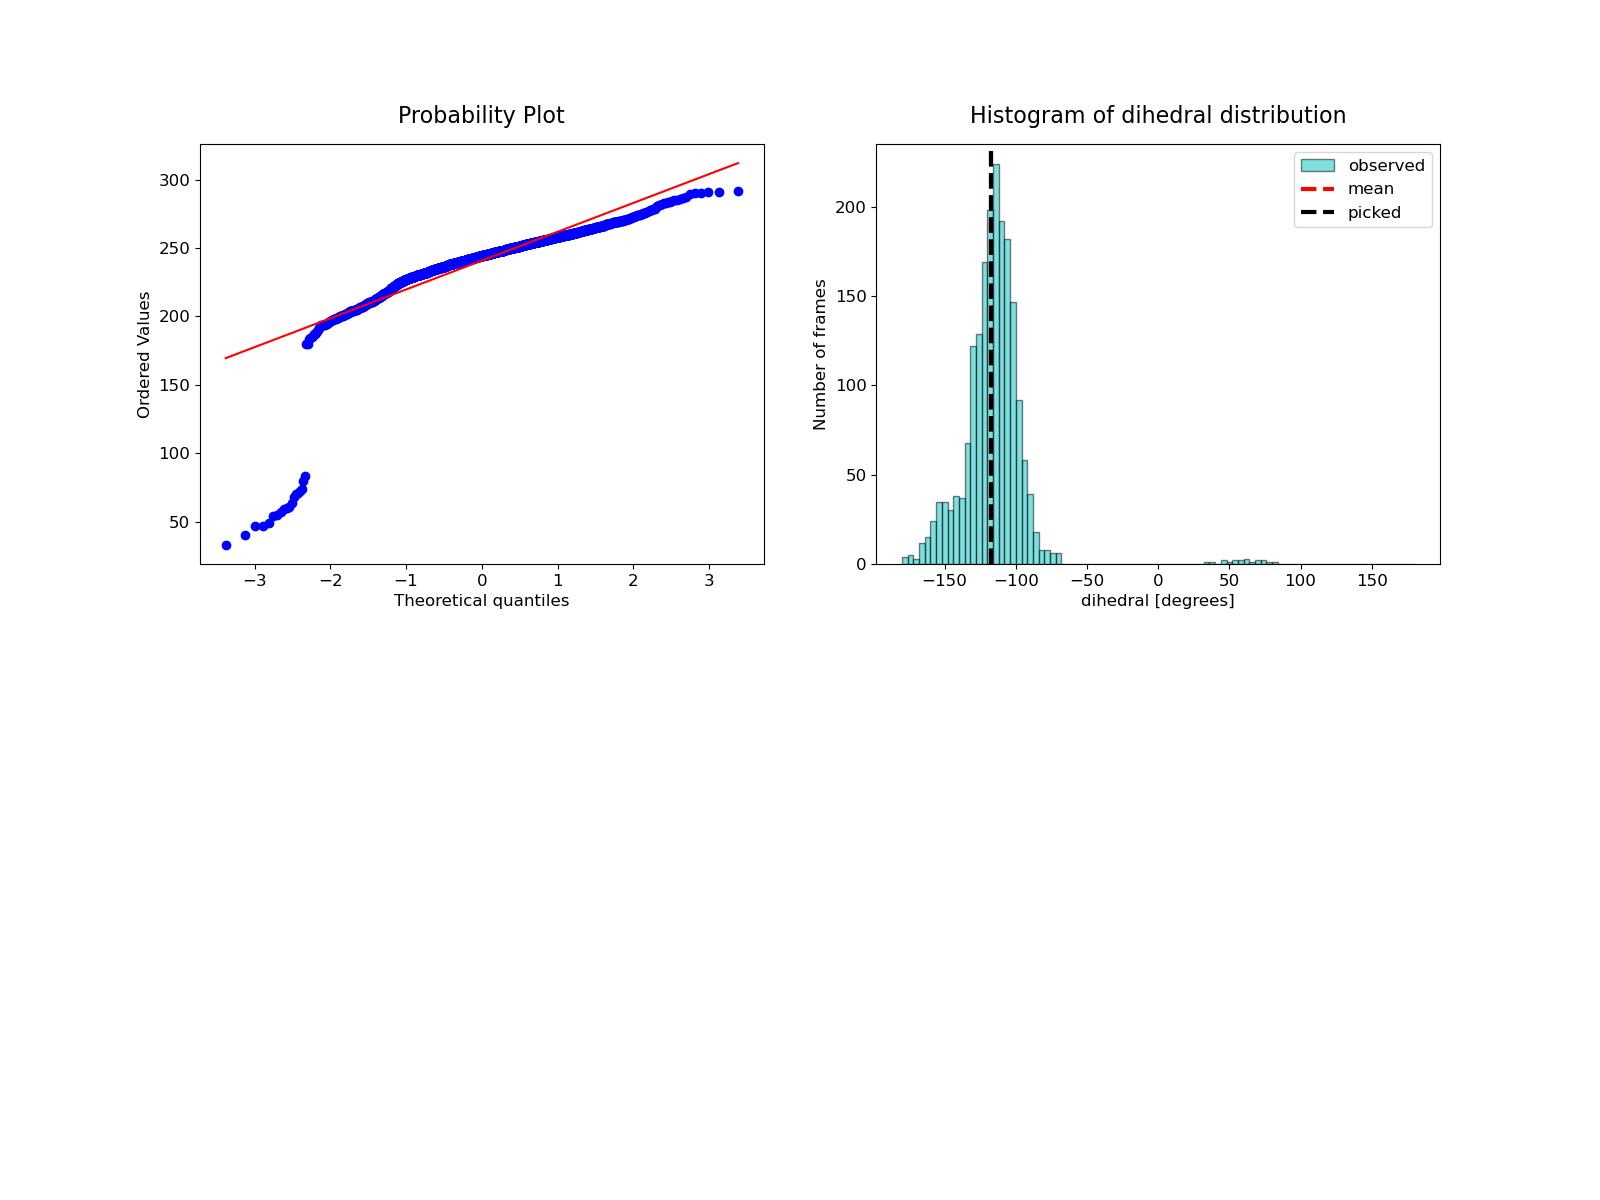 Probability Plot
Ordered Values
300
250
200
150
100
50
−3
−2
−1
0
1
2
3
Theoretical quantiles
Histogram of dihedral distribution
Number of frames
200
150
100
50
0
−150
−100
−50
0
50
100
150
dihedral [degrees]
observed
mean
picked